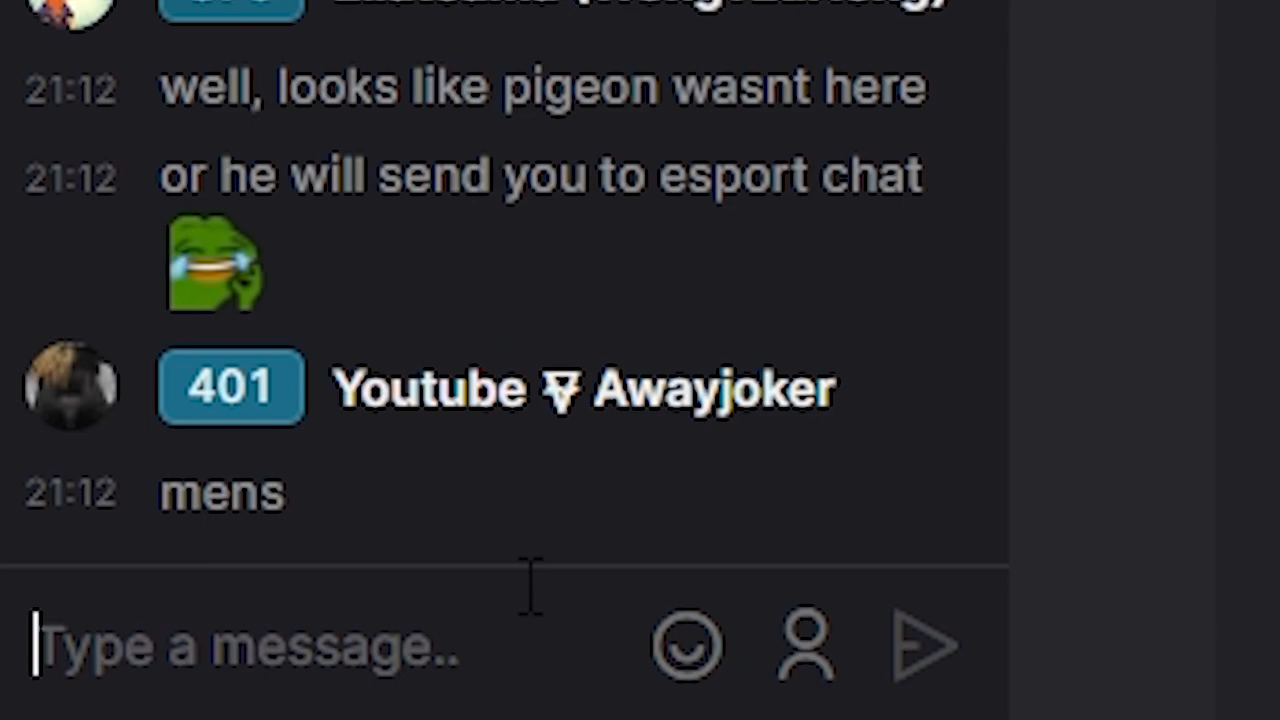 21:12 well, looks like pigeon wasnt here
21:12 or he will send you to esport chat
401 Youtube Awayjoker
21:12 mens
Type a message..